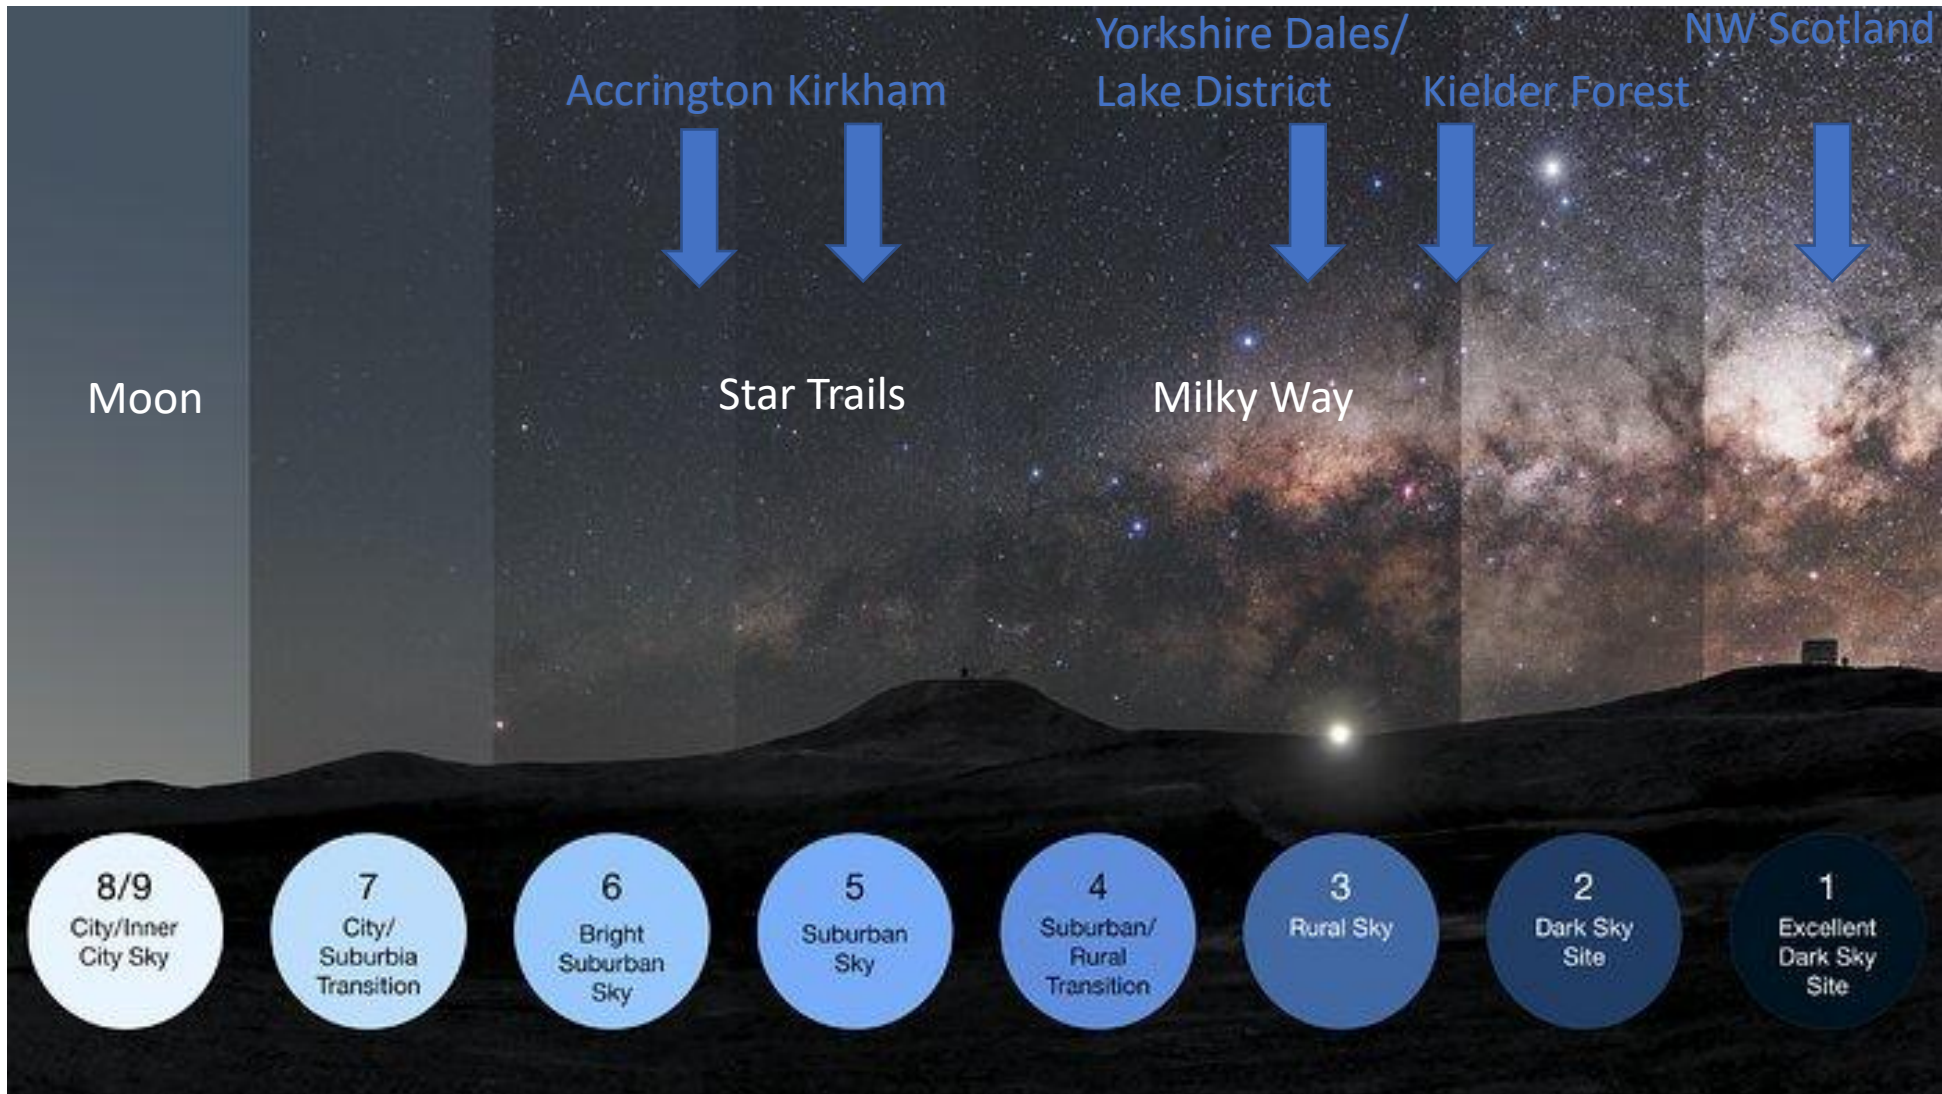 Yorkshire Dales/
Lake District
NW Scotland
Accrington
Kirkham
Kielder Forest
Moon
Star Trails
Milky Way
8/9
City/Inner
City Sky
7
City/
Suburbia
Transition
6
Bright
Suburban
Sky
5
Suburban
Sky
4
Suburban/
Rural
Transition
3
Rural Sky
2
Dark Sky
Site
1
Excellent
Dark Sky
Site